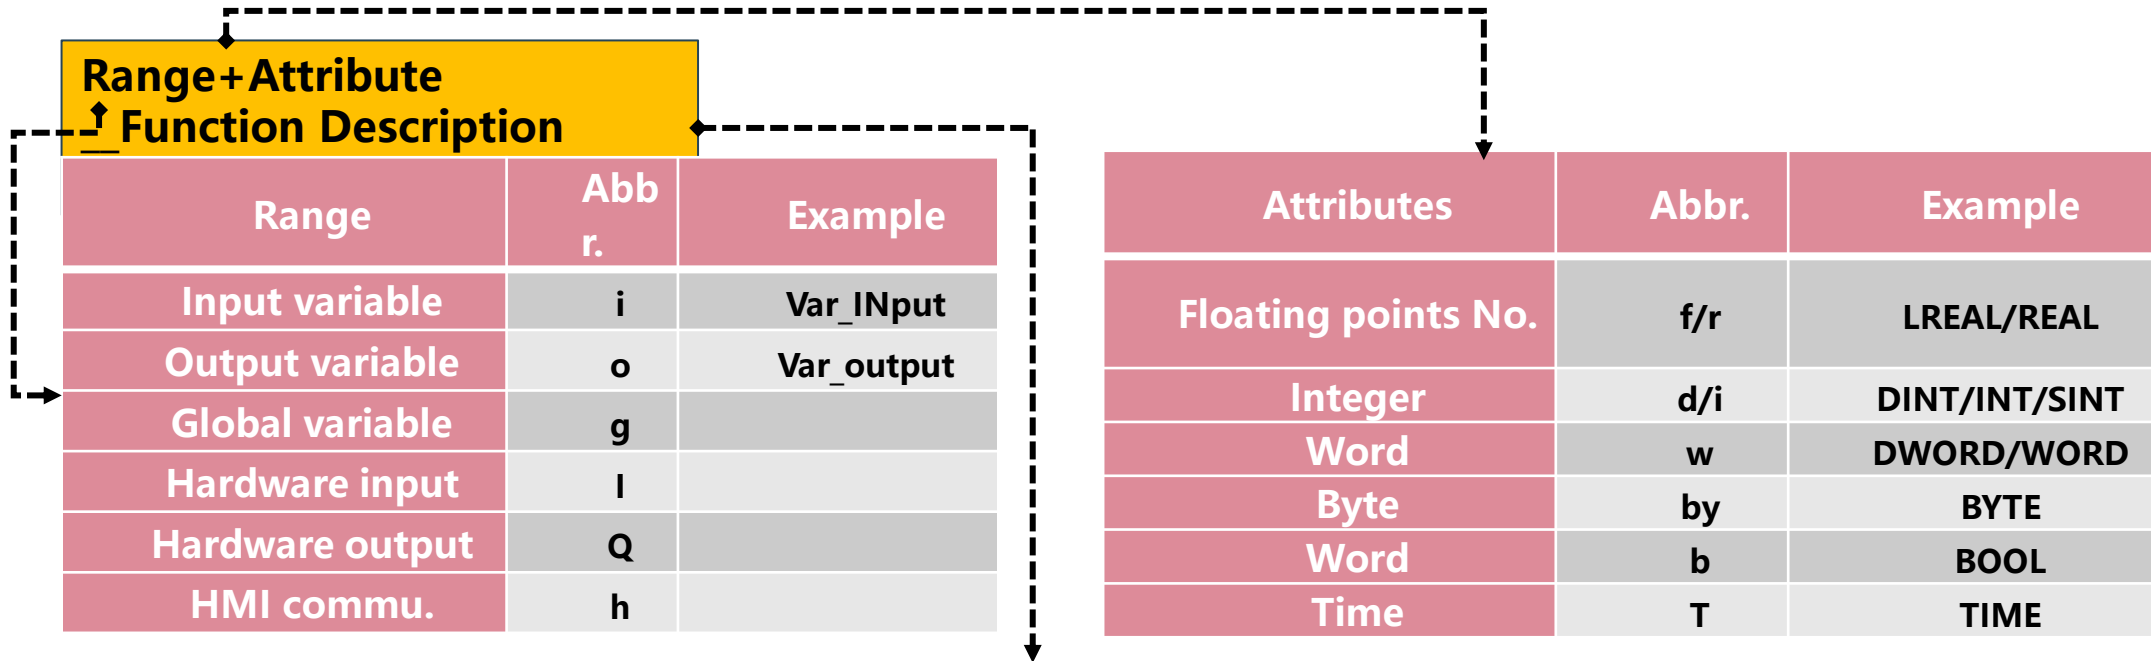 Range+Attribute
__Function Description
Range Abb Example
r.
Input variable i Var_INput
Output variable o Var_output
Global variable g
Hardware input I
Hardware output Q
HMI commu. h
Attributes Abbr. Example
Floating points No. f/r LREAL/REAL
Integer d/i DINT/INT/SINT
Word w DWORD/WORD
Byte by BYTE
Word b BOOL
Time T TIME